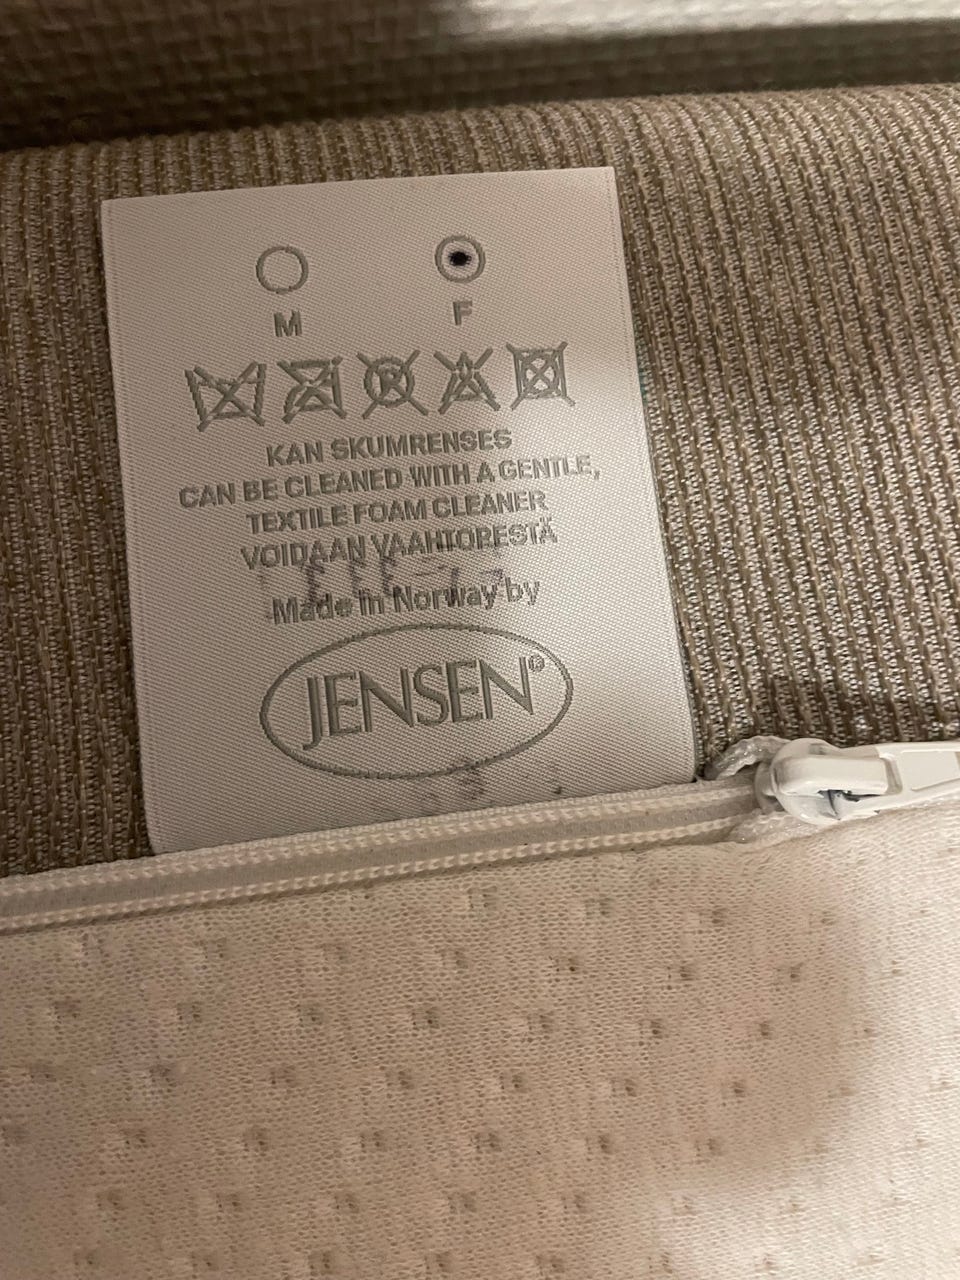 M F
KAN SKUMRENSES
CAN BE CLEANED WITH A GENTLE,
TEXTILE FOAM CLEANER
VOIDAAN VAAHTOPESTÄ
Made in Norway by
JENSEN®